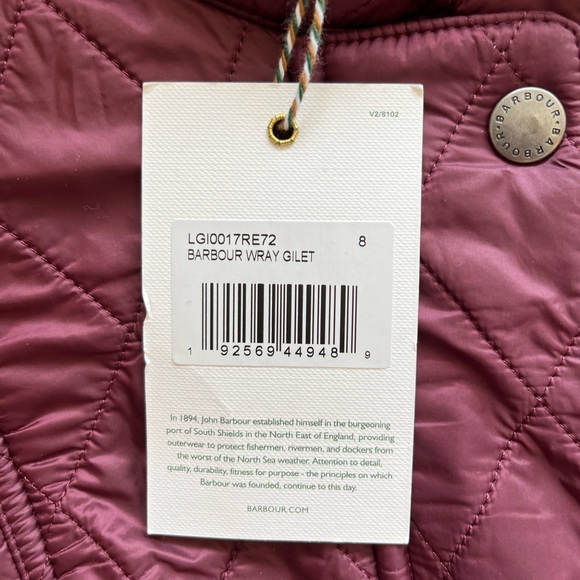 V2/8102
BARBOUR · BARBOUR
LGI0017RE72 8
BARBOUR WRAY GILET
1 92569 44948 9
In 1894, John Barbour established himself in the burgeoning
port of South Shields in the North East of England, providing
outerwear to protect fishermen, rivermen, and dockers from
the worst of the North Sea weather. Attention to detail,
quality, durability, fitness for purpose - the principles on which
Barbour was founded, continue to this day.
BARBOUR.COM